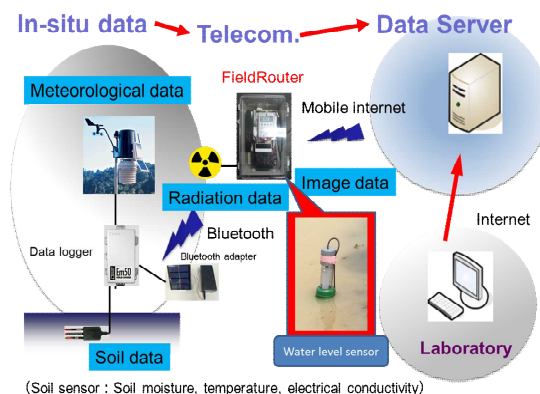 In-situ data
Telecom.
Data Server
FieldRouter
Meteorological data
Mobile internet
Radiation data
Image data
Bluetooth
Internet
Data logger
Bluetooth adapter
Em50
Soil data
Water level sensor
Laboratory
(Soil sensor : Soil moisture, temperature, electrical conductivity)